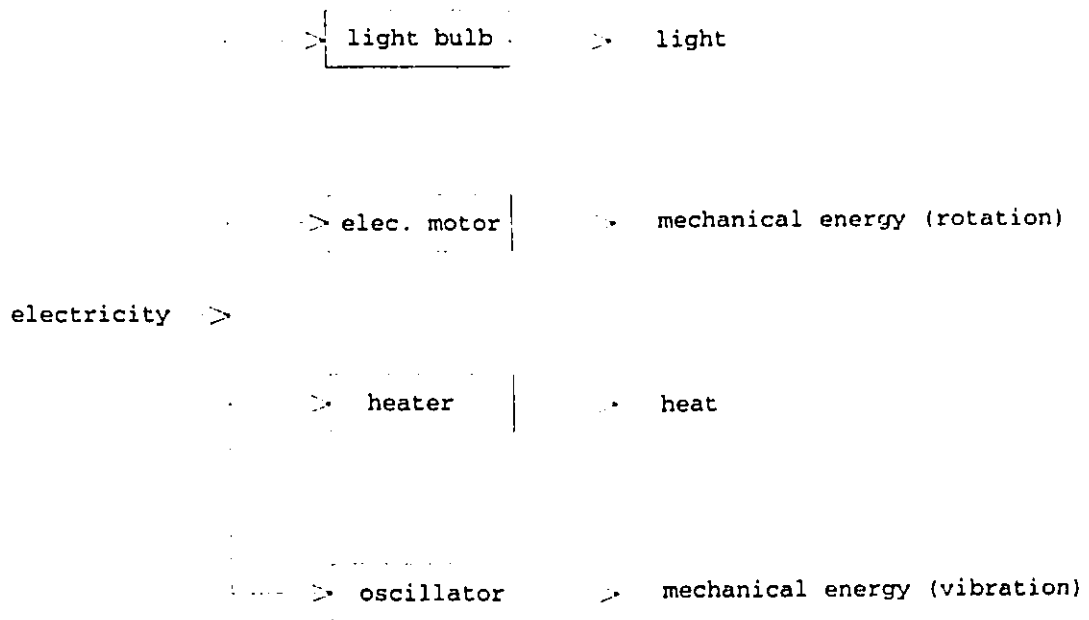 light bulb light
elec. motor mechanical energy (rotation)
electricity
heater heat
oscillator mechanical energy (vibration)